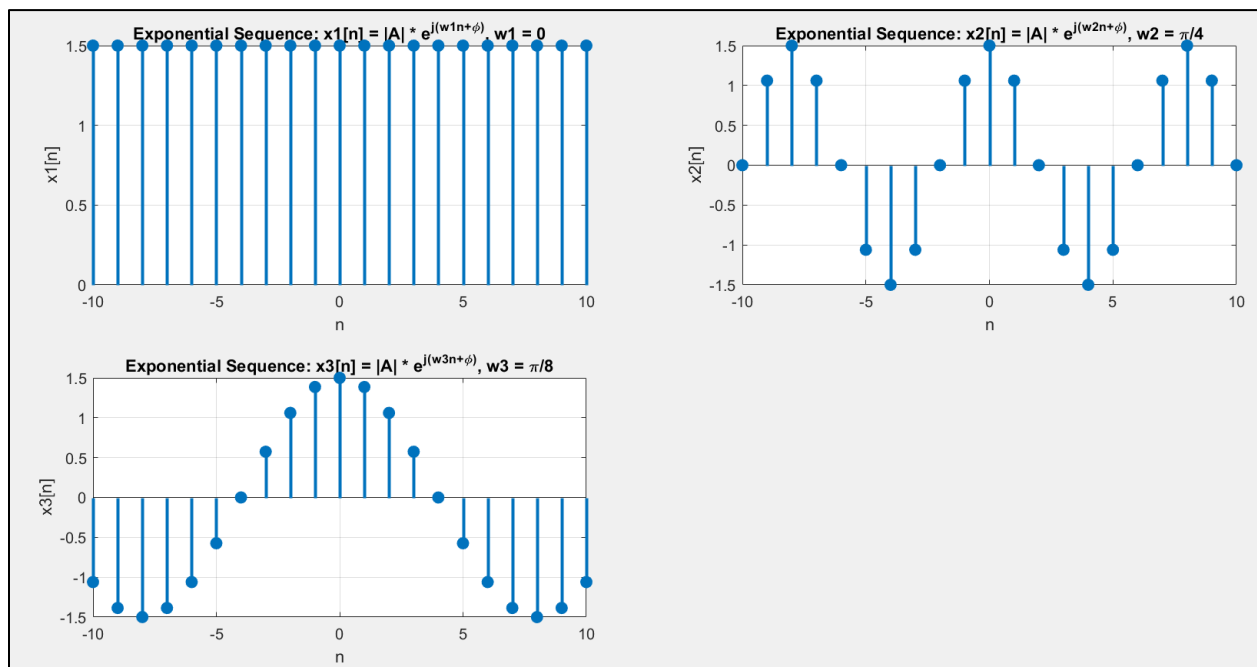 Exponential Sequence: x1[n] = |A| * e^j(w1n+ϕ), w1 = 0
1.5
1
0.5
0
x1[n]
-10 -5 0 5 10
n
Exponential Sequence: x2[n] = |A| * e^j(w2n+ϕ), w2 = π/4
1.5
1
0.5
0
-0.5
-1
-1.5
x2[n]
-10 -5 0 5 10
n
Exponential Sequence: x3[n] = |A| * e^j(w3n+ϕ), w3 = π/8
1.5
1
0.5
0
-0.5
-1
-1.5
x3[n]
-10 -5 0 5 10
n